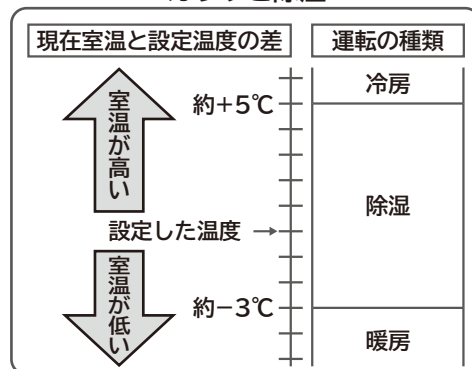 現在室温と設定温度の差
運転の種類
室温が高い
約+5℃
設定した温度 →
室温が低い
約−3℃
冷房
除湿
暖房